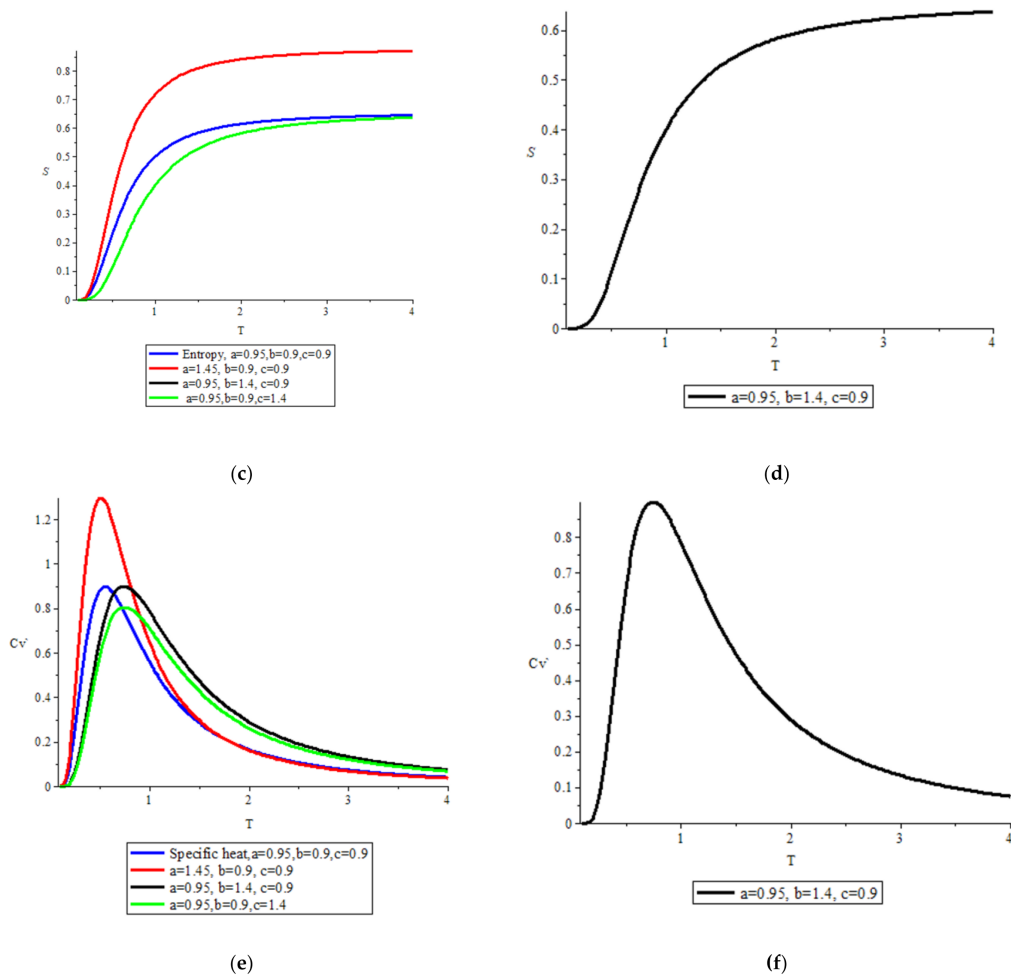 0.8
0.7
0.6
0.5
S
0.4
0.3
0.2
0.1
0
1
2
3
4
T
Entropy, a=0.95,b=0.9,c=0.9
a=1.45, b=0.9, c=0.9
a=0.95, b=1.4, c=0.9
a=0.95,b=0.9,c=1.4
(c)
0.6
0.5
0.4
S
0.3
0.2
0.1
0
1
2
3
4
T
a=0.95, b=1.4, c=0.9
(d)
1.2
1
0.8
Cv
0.6
0.4
0.2
0
1
2
3
4
T
Specific heat,a=0.95,b=0.9,c=0.9
a=1.45, b=0.9, c=0.9
a=0.95, b=1.4, c=0.9
a=0.95,b=0.9,c=1.4
(e)
0.8
0.7
0.6
0.5
Cv
0.4
0.3
0.2
0.1
0
1
2
3
4
T
a=0.95, b=1.4, c=0.9
(f)